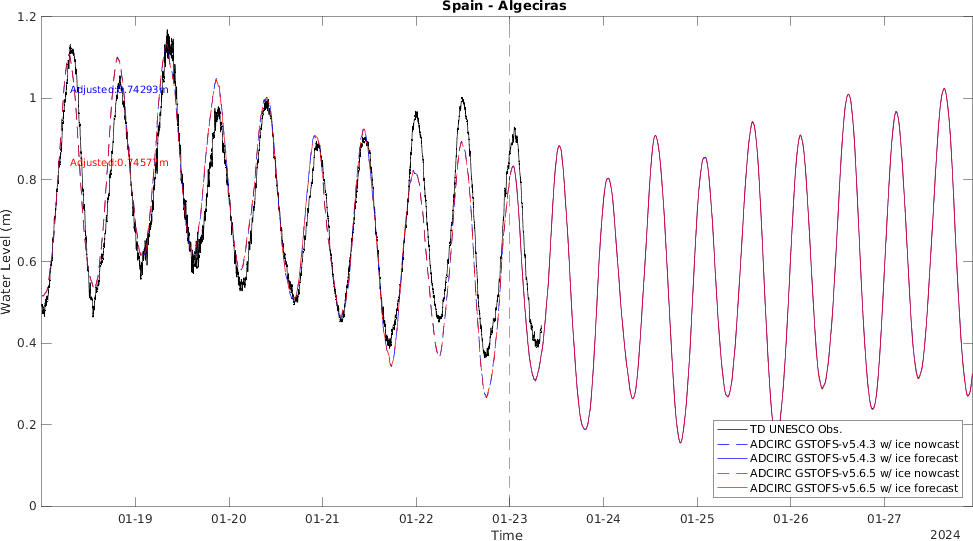 Spain - Algeciras
1.2
1
0.8
0.6
0.4
0.2
0
Water Level (m)
Adjusted:0.74293m
Adjusted:0.7457m
01-19
01-20
01-21
01-22
01-23
01-24
01-25
01-26
01-27
Time
2024
TD UNESCO Obs.
ADCIRC GSTOFS-v5.4.3 w/ ice nowcast
ADCIRC GSTOFS-v5.4.3 w/ ice forecast
ADCIRC GSTOFS-v5.6.5 w/ ice nowcast
ADCIRC GSTOFS-v5.6.5 w/ ice forecast